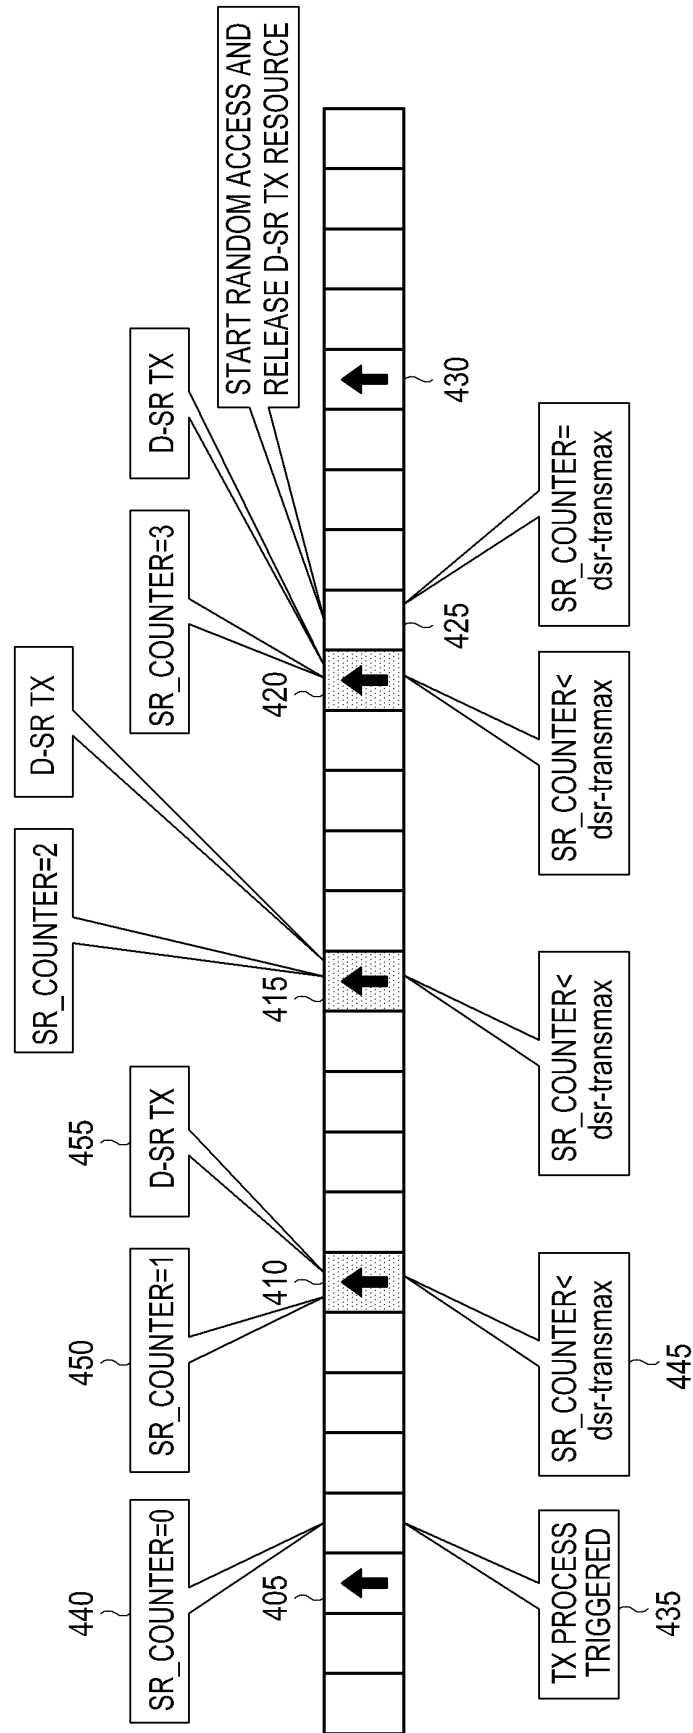 440
SR_COUNTER=0
450
SR_COUNTER=1
455
D-SR TX
SR_COUNTER=2
D-SR TX
SR_COUNTER=3
D-SR TX
START RANDOM ACCESS AND
RELEASE D-SR TX RESOURCE
405
410
415
420
425
430
TX PROCESS
TRIGGERED
435
SR_COUNTER<
dsr-transmax
445
SR_COUNTER<
dsr-transmax
SR_COUNTER<
dsr-transmax
SR_COUNTER=
dsr-transmax